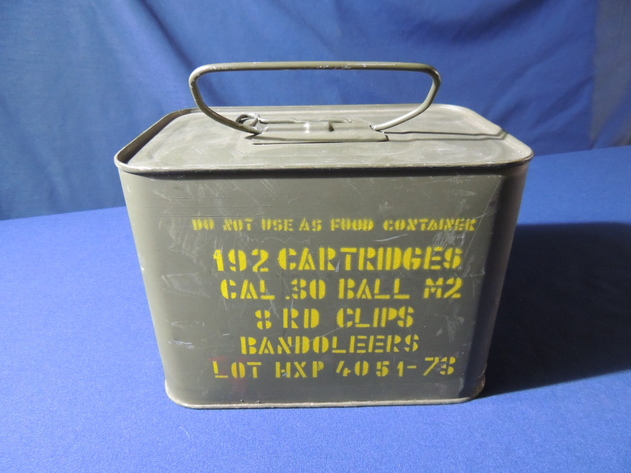 DO NOT USE AS FOOD CONTAINER
192 CARTRIDGES
CAL .30 BALL M2
8 RD CLIPS
BANDOLEERS
LOT HXP 4051-73